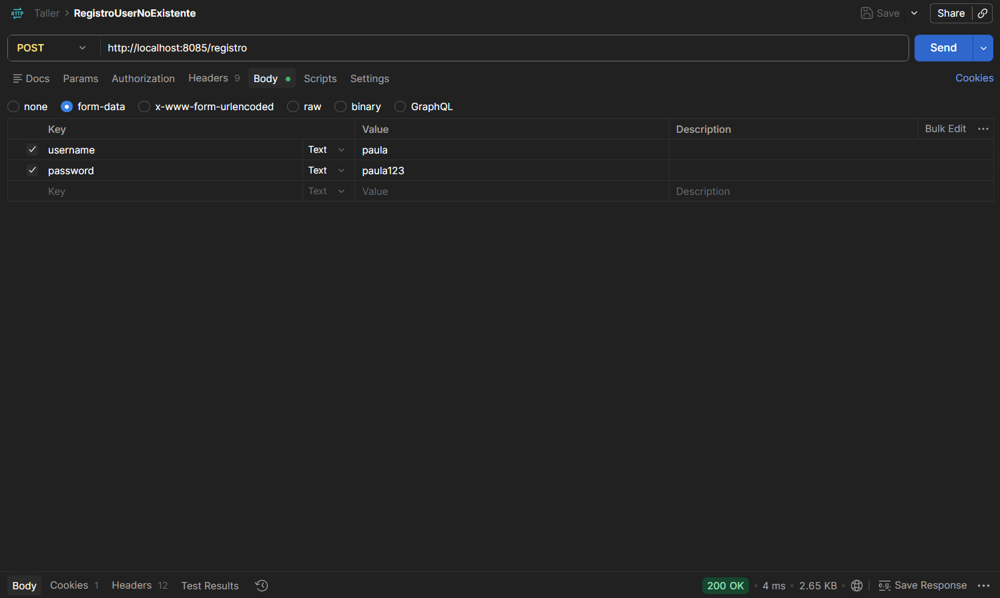 HTTP Taller > RegistroUserNoExistente Save Share
POST http://localhost:8085/registro Send
Docs Params Authorization Headers 9 Body Scripts Settings Cookies
none form-data x-www-form-urlencoded raw binary GraphQL
Key Value Description Bulk Edit ...
username Text paula
password Text paula123
Key Text Value Description
Body Cookies 1 Headers 12 Test Results 200 OK • 4 ms • 2.65 KB • | e.g. Save Response ...